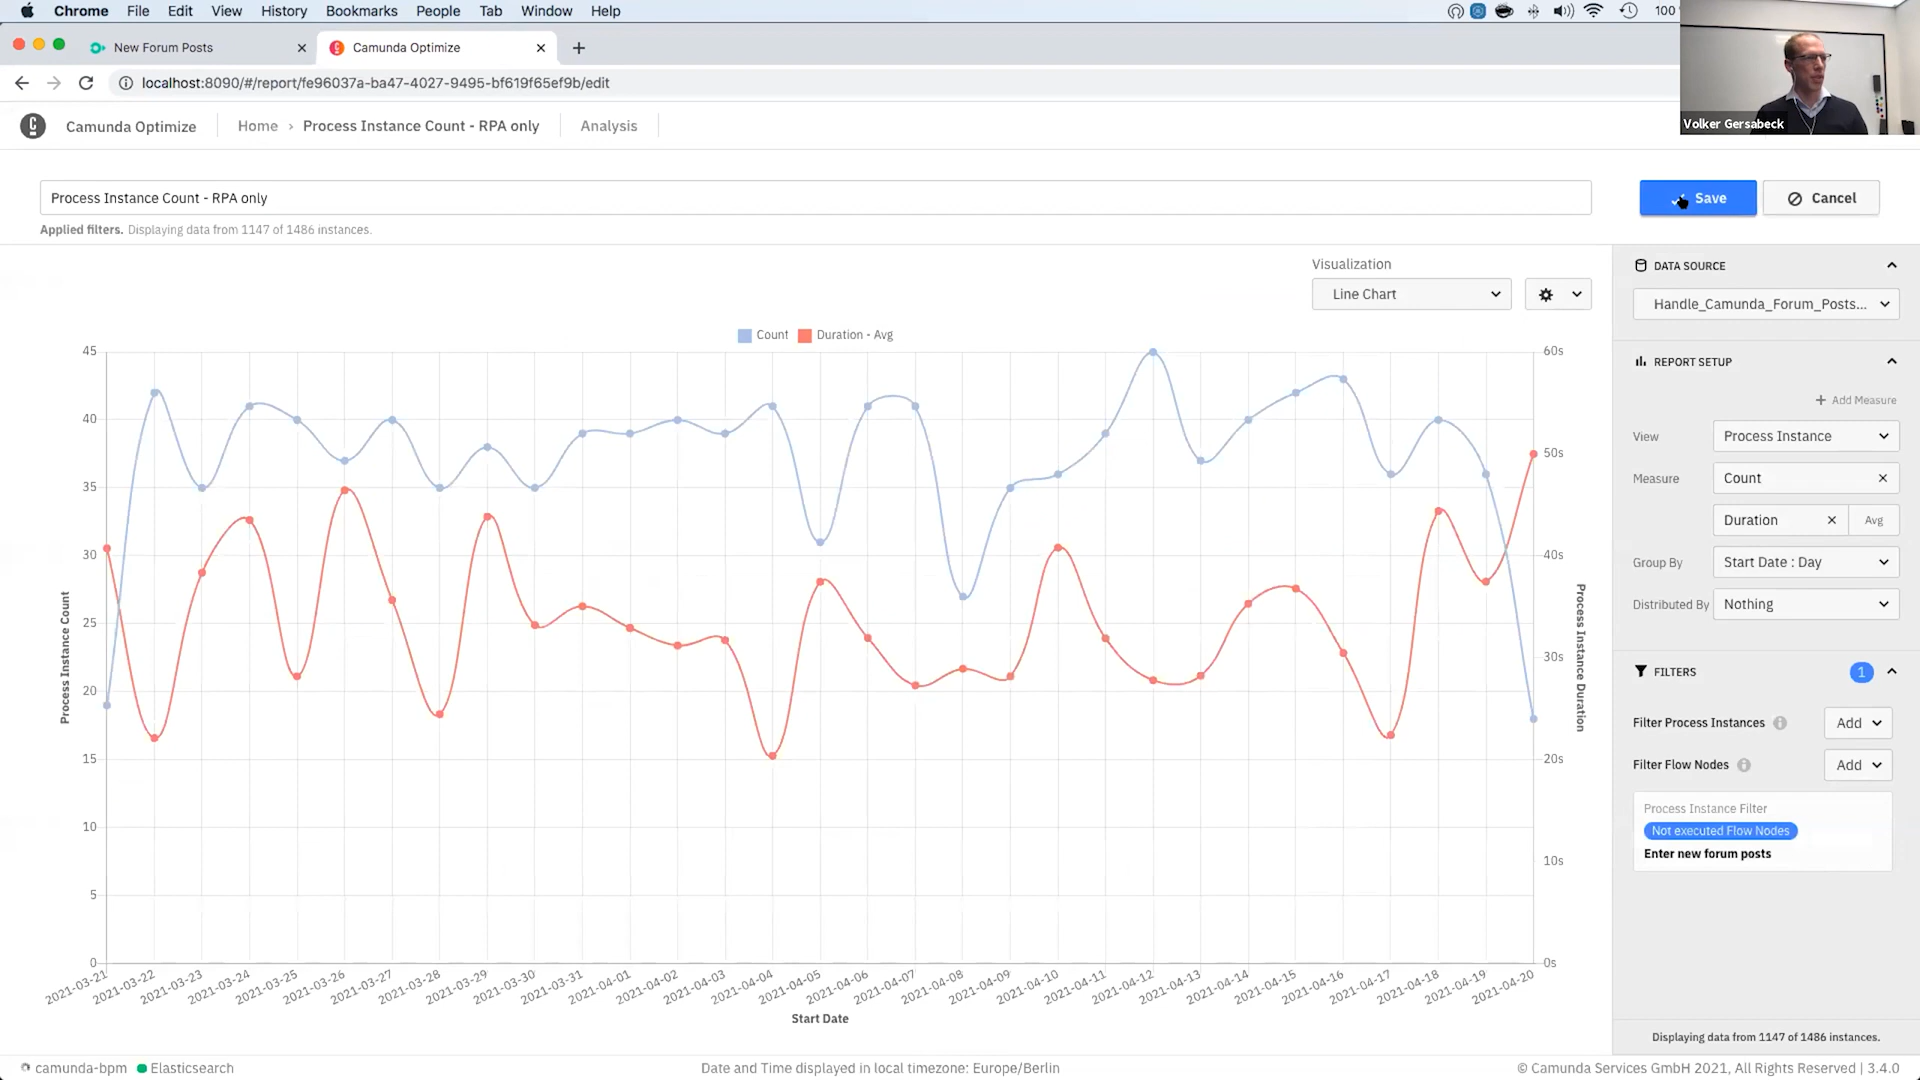 Chrome File Edit View History Bookmarks People Tab Window Help
100
New Forum Posts
Camunda Optimize
localhost:8090/#/report/fe96037a-ba47-4027-9495-bf619f65ef9b/edit
Volker Gersabeck
Camunda Optimize
Home › Process Instance Count - RPA only
Analysis
Process Instance Count - RPA only
Save
Cancel
Applied filters. Displaying data from 1147 of 1486 instances.
Visualization
Line Chart
Count
Duration - Avg
45
40
35
30
25
20
15
10
5
0
Process Instance Count
60s
50s
40s
30s
20s
10s
0s
Process Instance Duration
2021-03-21
2021-03-22
2021-03-23
2021-03-24
2021-03-25
2021-03-26
2021-03-27
2021-03-28
2021-03-29
2021-03-30
2021-03-31
2021-04-01
2021-04-02
2021-04-03
2021-04-04
2021-04-05
2021-04-06
2021-04-07
2021-04-08
2021-04-09
2021-04-10
2021-04-11
2021-04-12
2021-04-13
2021-04-14
2021-04-15
2021-04-16
2021-04-17
2021-04-18
2021-04-19
2021-04-20
Start Date
DATA SOURCE
Handle_Camunda_Forum_Posts...
REPORT SETUP
+ Add Measure
View
Process Instance
Measure
Count
Duration
Avg
Group By
Start Date : Day
Distributed By
Nothing
FILTERS
1
Filter Process Instances
Add
Filter Flow Nodes
Add
Process Instance Filter
Not executed Flow Nodes
Enter new forum posts
Displaying data from 1147 of 1486 instances.
camunda-bpm
Elasticsearch
Date and Time displayed in local timezone: Europe/Berlin
© Camunda Services GmbH 2021, All Rights Reserved | 3.4.0